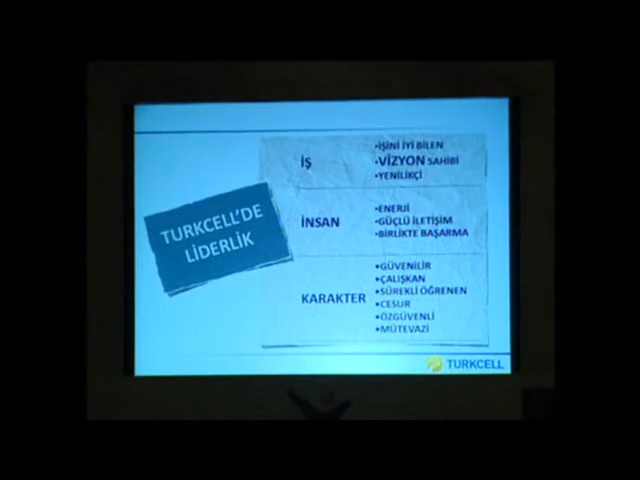 TURKCELL'DE
LİDERLİK
İŞ
•İŞİNİ İYİ BİLEN
•VİZYON SAHİBİ
•YENİLİKÇİ
İNSAN
•ENERJİ
•GÜÇLÜ İLETİŞİM
•BİRLİKTE BAŞARMA
KARAKTER
•GÜVENİLİR
•ÇALIŞKAN
•SÜREKLİ ÖĞRENEN
•CESUR
•ÖZGÜVENLİ
•MÜTEVAZİ
TURKCELL